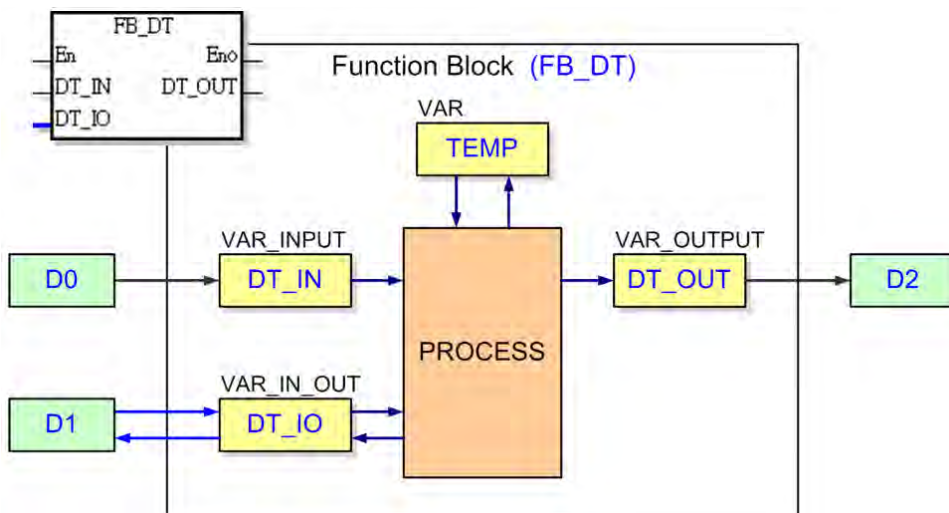 FB_DT
En Eno
DT_IN DT_OUT
DT_IO
Function Block (FB_DT)
VAR
TEMP
VAR_INPUT
VAR_OUTPUT
D0
DT_IN
DT_OUT
D2
PROCESS
VAR_IN_OUT
D1
DT_IO